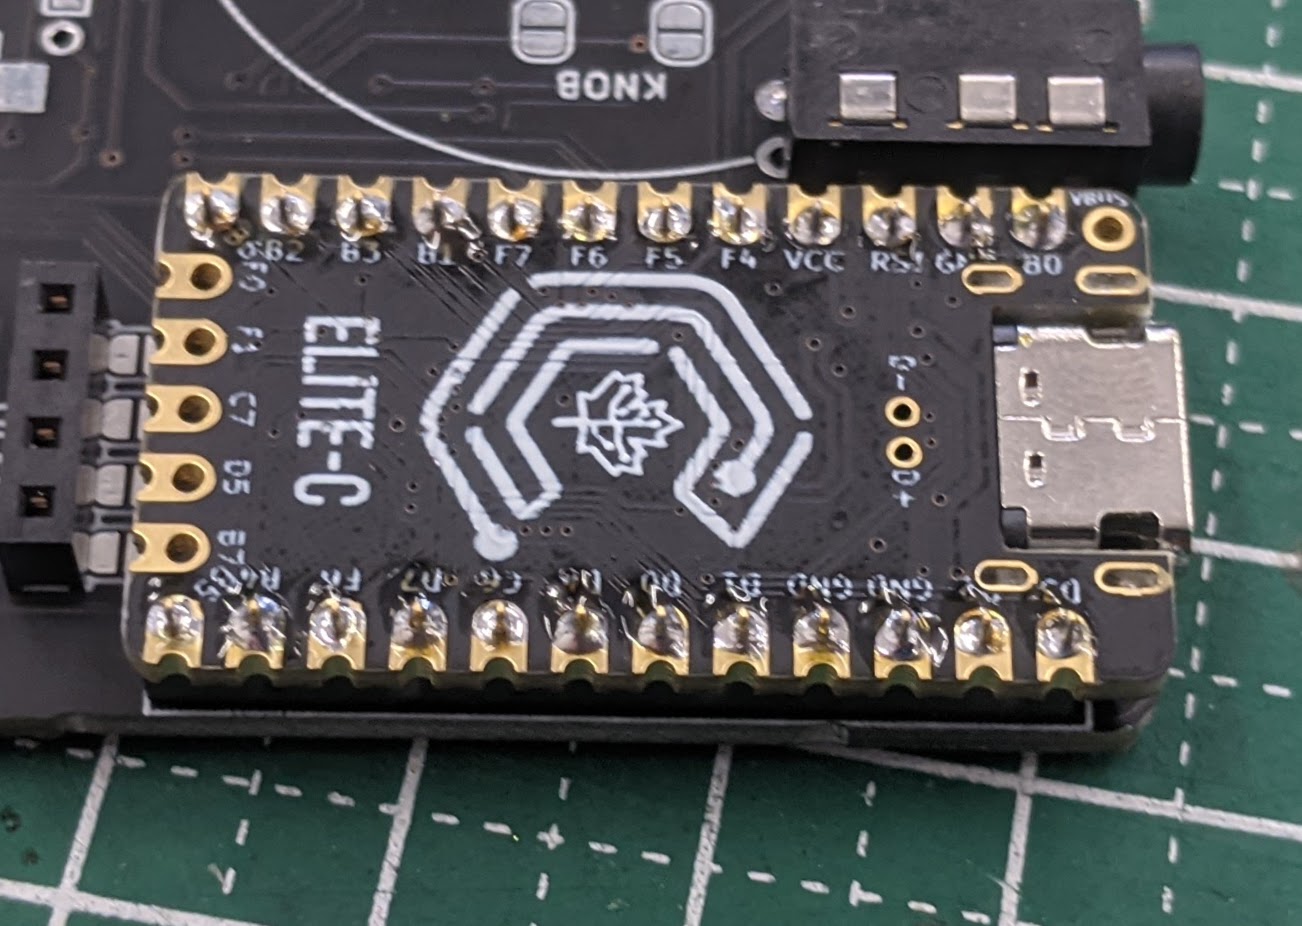 KNOB
VBUS
B2 B3 B1 F7 F6 F5 F4 VCC RST GND B0
F0
F1
C7
D5
B7
ELITE-C
D-
D+
B5 B4 E6 D7 C6 D4 D0 D1 GND GND D2 D3